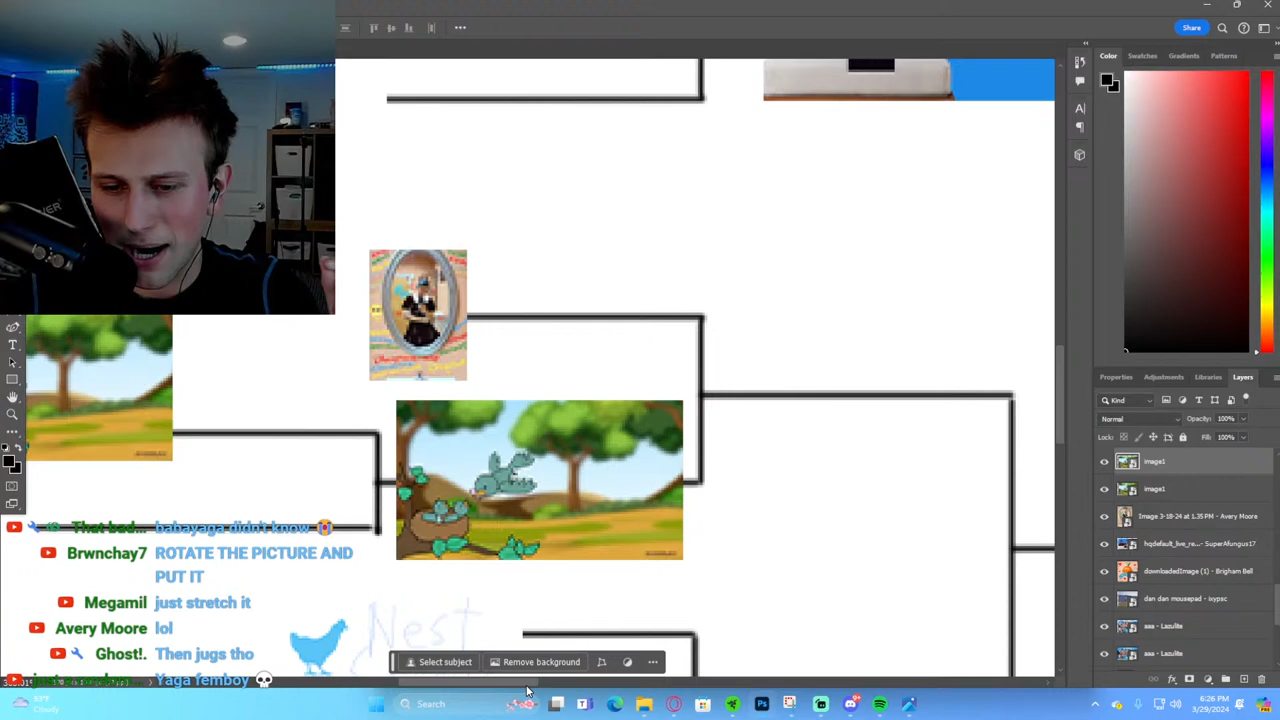 Share
Color Swatches Gradients Patterns
Properties Adjustments Libraries Layers
Kind
Normal Opacity: 100%
Lock: Fill: 100%
image1
image1
Image 3-18-24 at 1.35 PM - Avery Moore
hqdefault_live_re... - SuperAfungus17
downloadedImage (1) - Brigham Bell
dan dan mousepad - ixypsc
asa - Lazulite
asa - Lazulite
That bad... babayaga didn't know
Brwnchay7 ROTATE THE PICTURE AND
PUT IT
Megamil just stretch it
Avery Moore lol
Ghost!. Then jugs tho
Yaga femboy
Nest
Select subject Remove background
Cloudy
Search
6:26 PM
3/29/2024